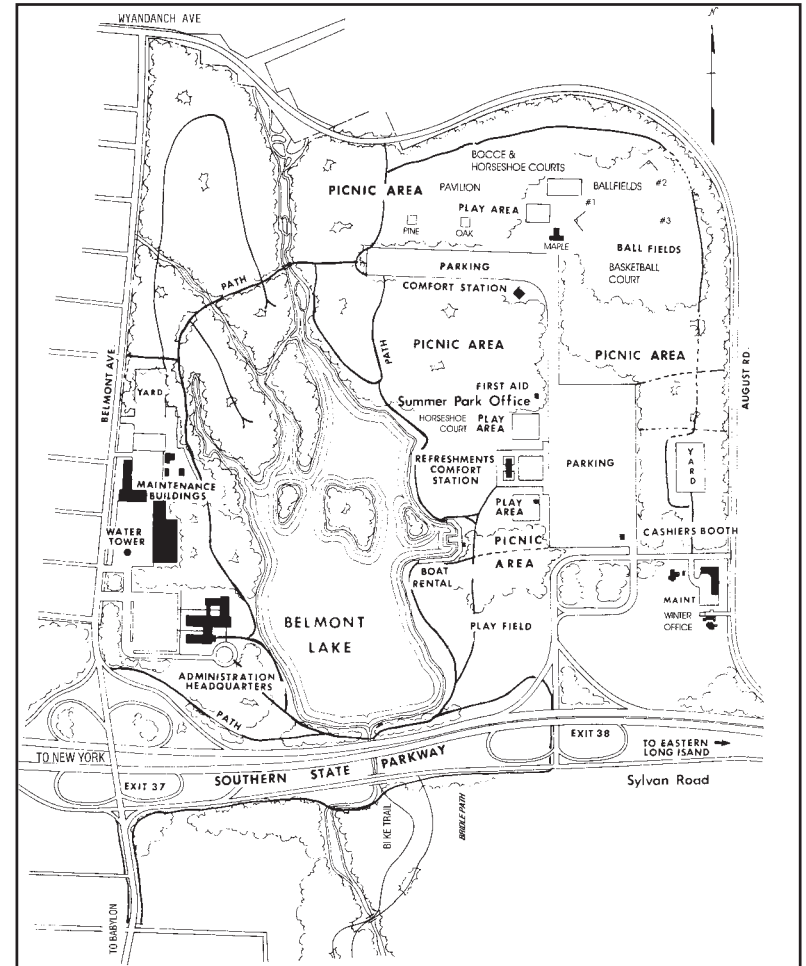 WYANDANCH AVE
N
BOCCE &
HORSESHOE COURTS
PICNIC AREA
PAVILION
BALLFIELDS
#2
PLAY AREA
#1
#3
PINE
OAK
MAPLE
BALL FIELDS
PARKING
BASKETBALL
COURT
PATH
COMFORT STATION
PATH
PICNIC AREA
PICNIC AREA
BELMONT AVE.
AUGUST RD.
YARD
FIRST AID
Summer Park Office
HORSESHOE
COURT
PLAY
AREA
REFRESHMENTS
COMFORT
STATION
PARKING
YARD
MAINTENANCE
BUILDINGS
PLAY
AREA
WATER
TOWER
PICNIC
AREA
CASHIERS BOOTH
BOAT
RENTAL
MAINT
WINTER
OFFICE
BELMONT
LAKE
PLAY FIELD
ADMINISTRATION
HEADQUARTERS
PATH
EXIT 38
TO EASTERN
LONG ISAND
TO NEW YORK
SOUTHERN STATE PARKWAY
EXIT 37
Sylvan Road
BIKE TRAIL
BRIDLE PATH
TO BABYLON